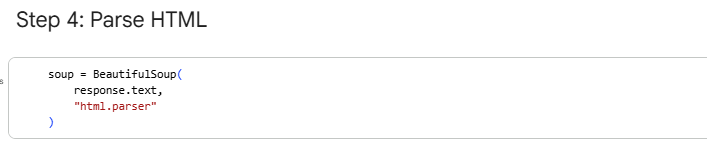 Step 4: Parse HTML
s
soup = BeautifulSoup(
    response.text,
    "html.parser"
)